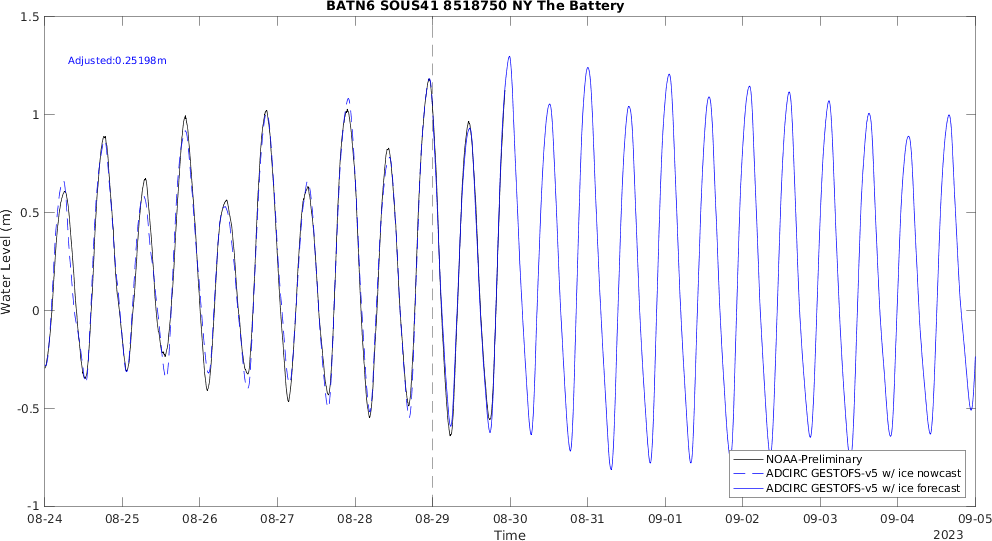 BATN6 SOUS41 8518750 NY The Battery
Adjusted:0.25198m
Water Level (m)
1.5
1
0.5
0
-0.5
-1
NOAA-Preliminary
ADCIRC GESTOFS-v5 w/ ice nowcast
ADCIRC GESTOFS-v5 w/ ice forecast
08-24 08-25 08-26 08-27 08-28 08-29 08-30 08-31 09-01 09-02 09-03 09-04 09-05
Time
2023